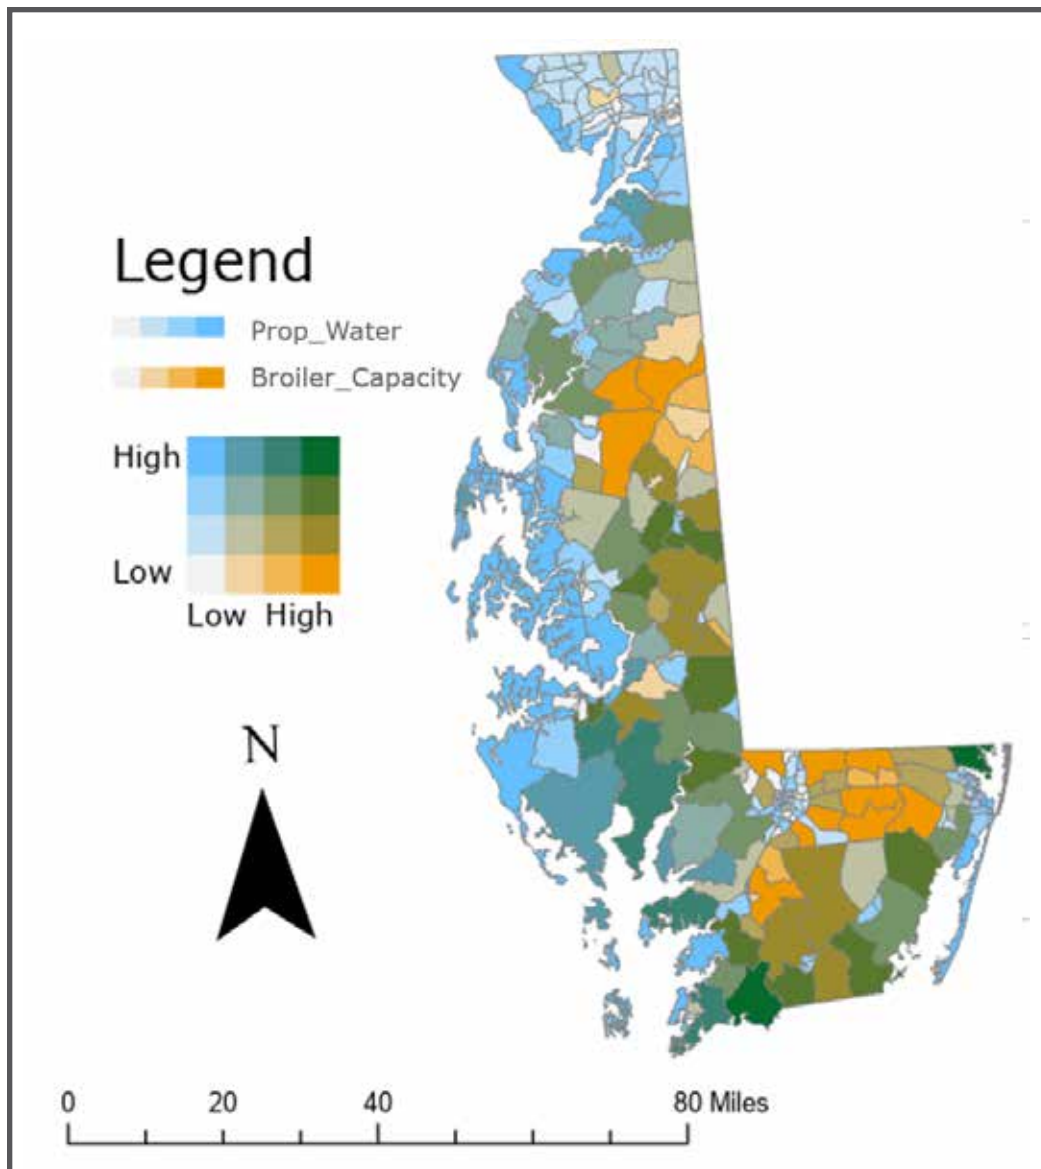 Legend
Prop_Water
Broiler_Capacity
High
Low
Low High
N
0 20 40 80 Miles